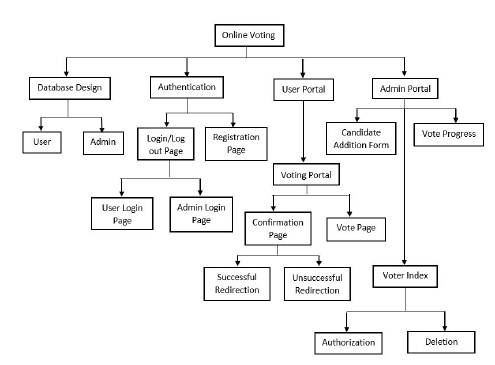 Online Voting
Database Design
Authentication
User Portal
Admin Portal
User
Admin
Login/Log
out Page
Registration
Page
Candidate
Addition Form
Vote Progress
Voting Portal
User Login
Page
Admin Login
Page
Confirmation
Page
Vote Page
Successful
Redirection
Unsuccessful
Redirection
Voter Index
Authorization
Deletion